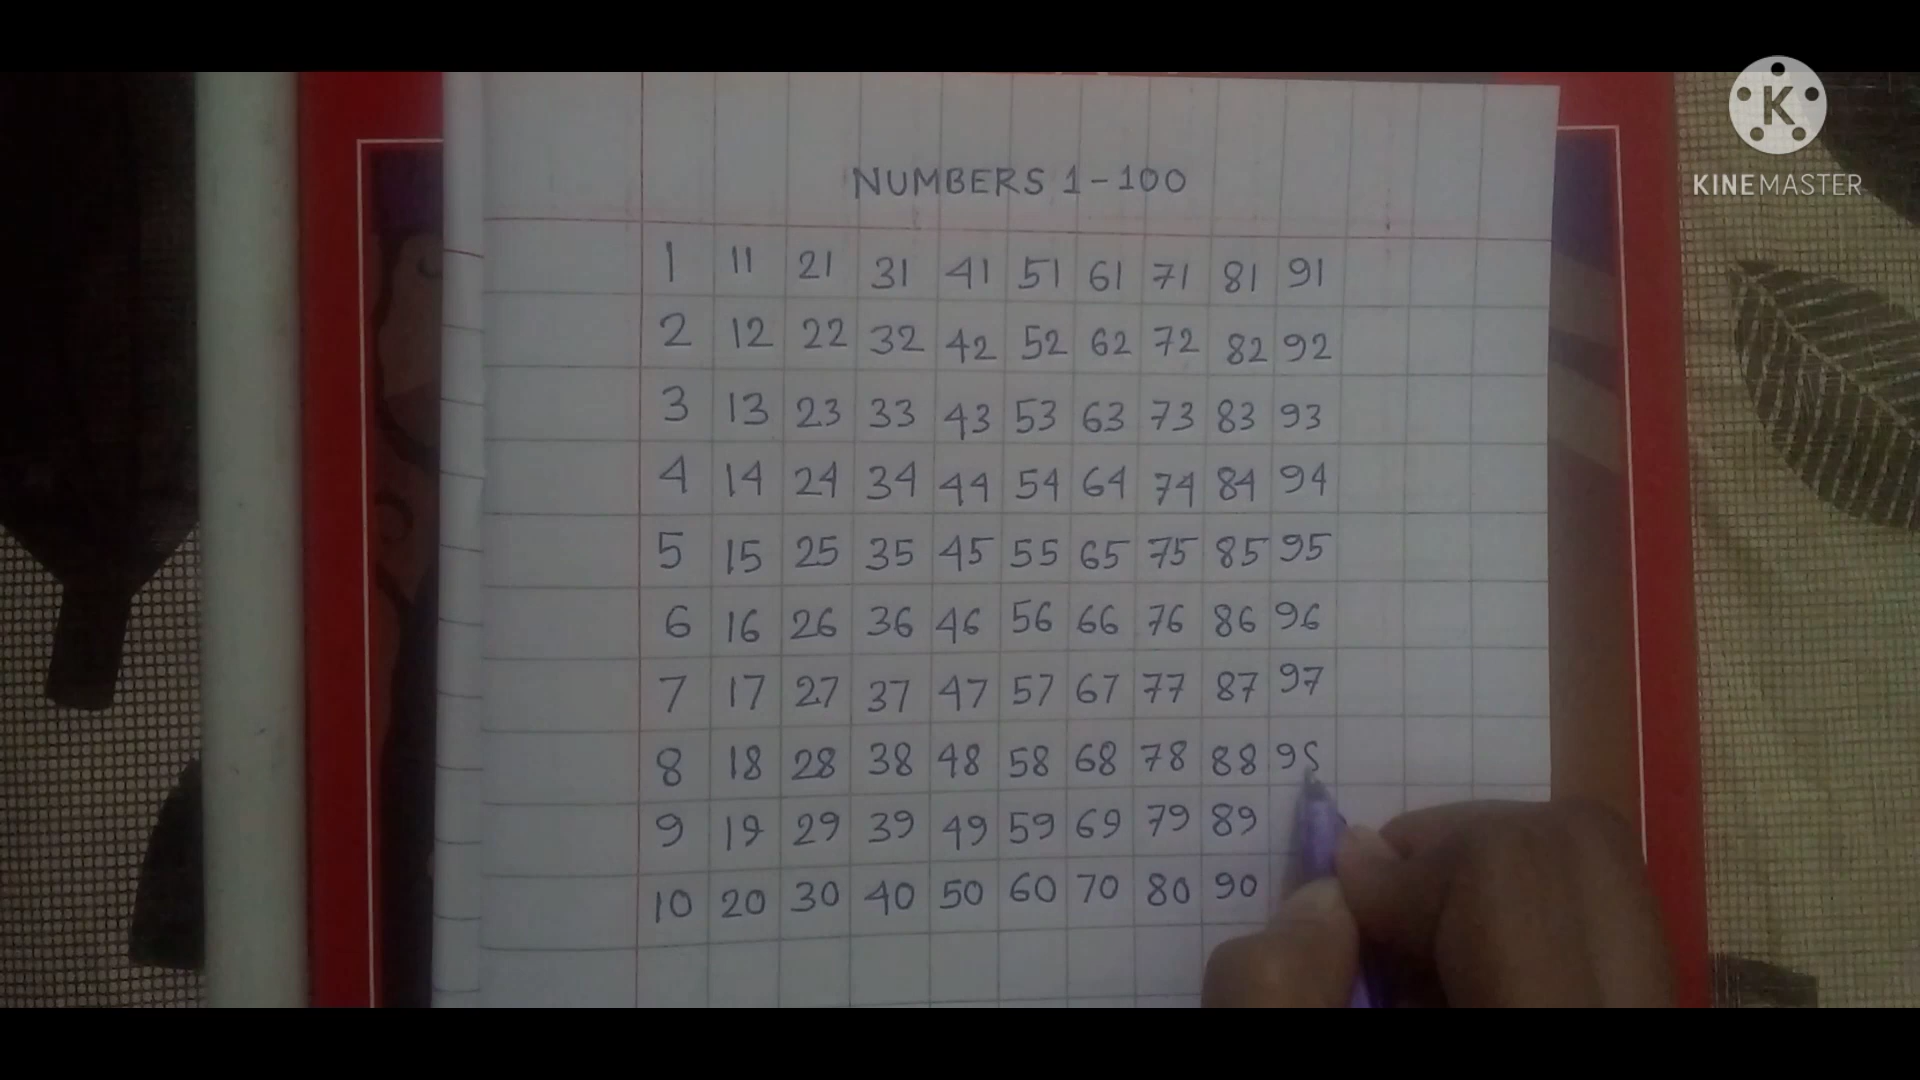 KINEMASTER
NUMBERS 1-100
1 11 21 31 41 51 61 71 81 91
2 12 22 32 42 52 62 72 82 92
3 13 23 33 43 53 63 73 83 93
4 14 24 34 44 54 64 74 84 94
5 15 25 35 45 55 65 75 85 95
6 16 26 36 46 56 66 76 86 96
7 17 27 37 47 57 67 77 87 97
8 18 28 38 48 58 68 78 88
9 19 29 39 49 59 69 79 89
10 20 30 40 50 60 70 80 90